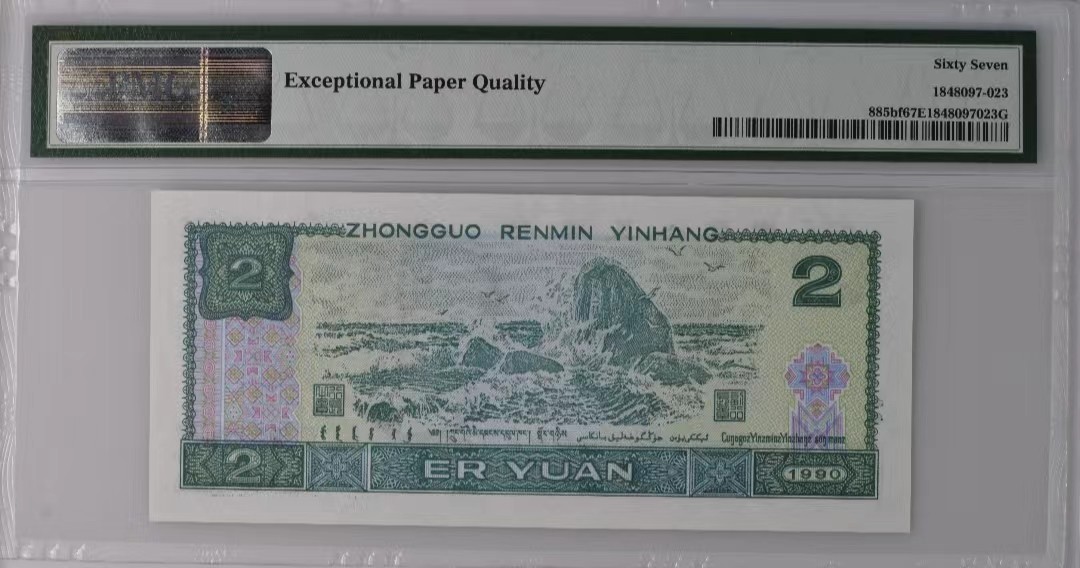 Exceptional Paper Quality
Sixty Seven
1848097-023
885bf67E1848097023G
ZHONGGUO RENMIN YINHANG
2
2
2
ER YUAN
1990